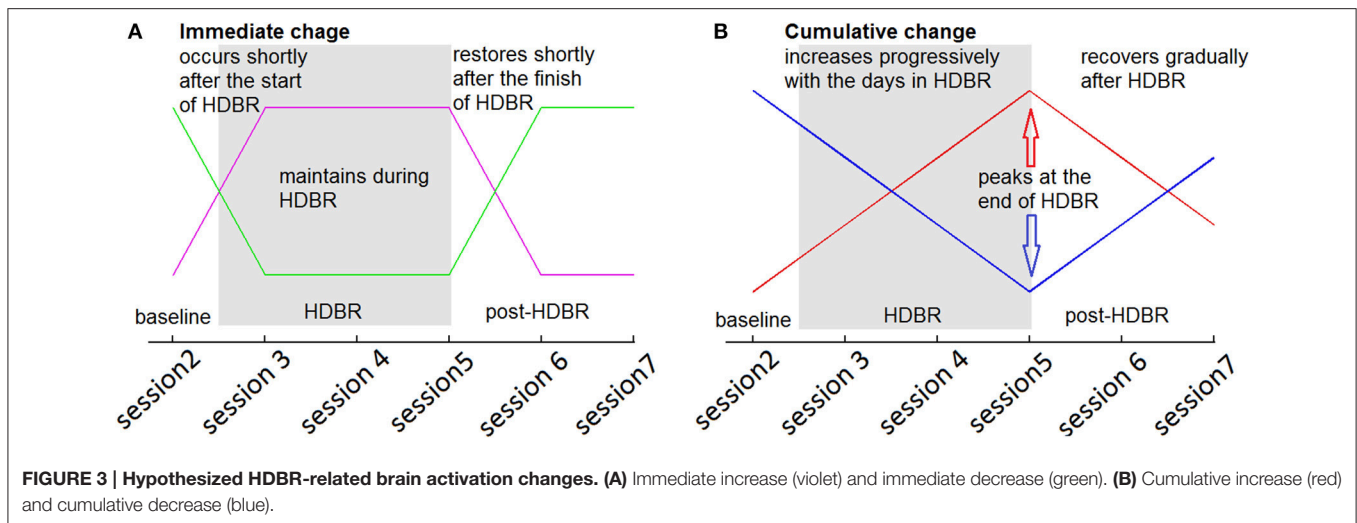 A Immediate chage
occurs shortly
after the start
of HDBR
restores shortly
after the finish
of HDBR
maintains during
HDBR
baseline
HDBR
post-HDBR
session2
session 3
session 4
session5
session 6
session7
B Cumulative change
increases progressively
with the days in HDBR
recovers gradually
after HDBR
peaks at the
end of HDBR
baseline
HDBR
post-HDBR
session2
session 3
session 4
session5
session 6
session7
FIGURE 3 | Hypothesized HDBR-related brain activation changes. (A) Immediate increase (violet) and immediate decrease (green). (B) Cumulative increase (red)
and cumulative decrease (blue).